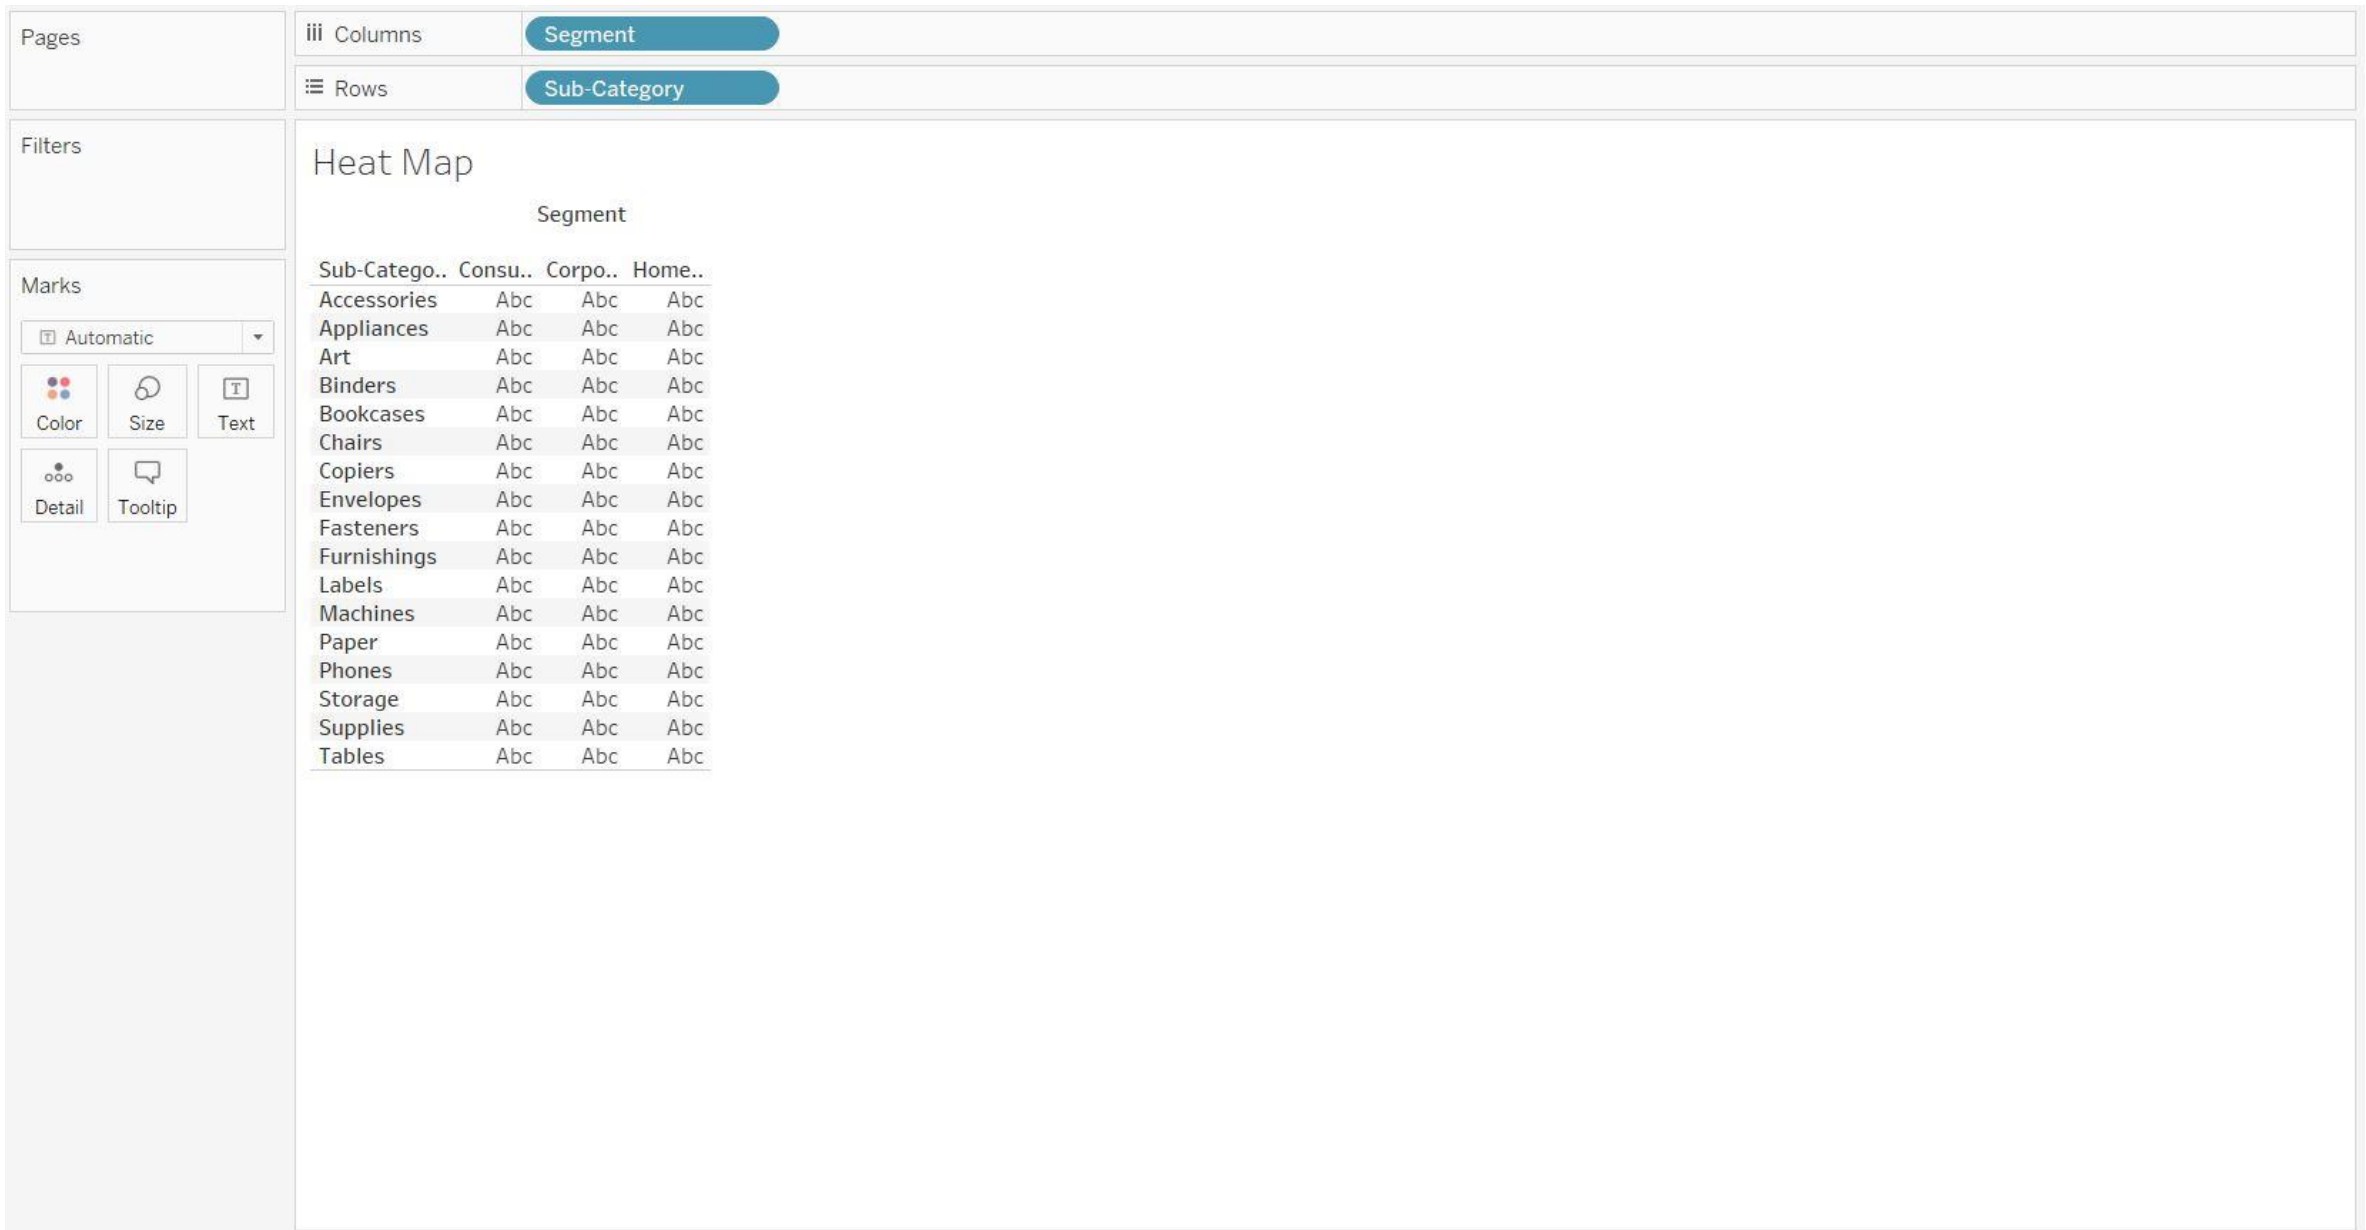 Pages
Columns Segment
Rows Sub-Category
Filters
Marks
Automatic
Color Size Text
Detail Tooltip
Heat Map
Segment
Sub-Catego.. Consu.. Corpo.. Home..
Accessories Abc Abc Abc
Appliances Abc Abc Abc
Art Abc Abc Abc
Binders Abc Abc Abc
Bookcases Abc Abc Abc
Chairs Abc Abc Abc
Copiers Abc Abc Abc
Envelopes Abc Abc Abc
Fasteners Abc Abc Abc
Furnishings Abc Abc Abc
Labels Abc Abc Abc
Machines Abc Abc Abc
Paper Abc Abc Abc
Phones Abc Abc Abc
Storage Abc Abc Abc
Supplies Abc Abc Abc
Tables Abc Abc Abc